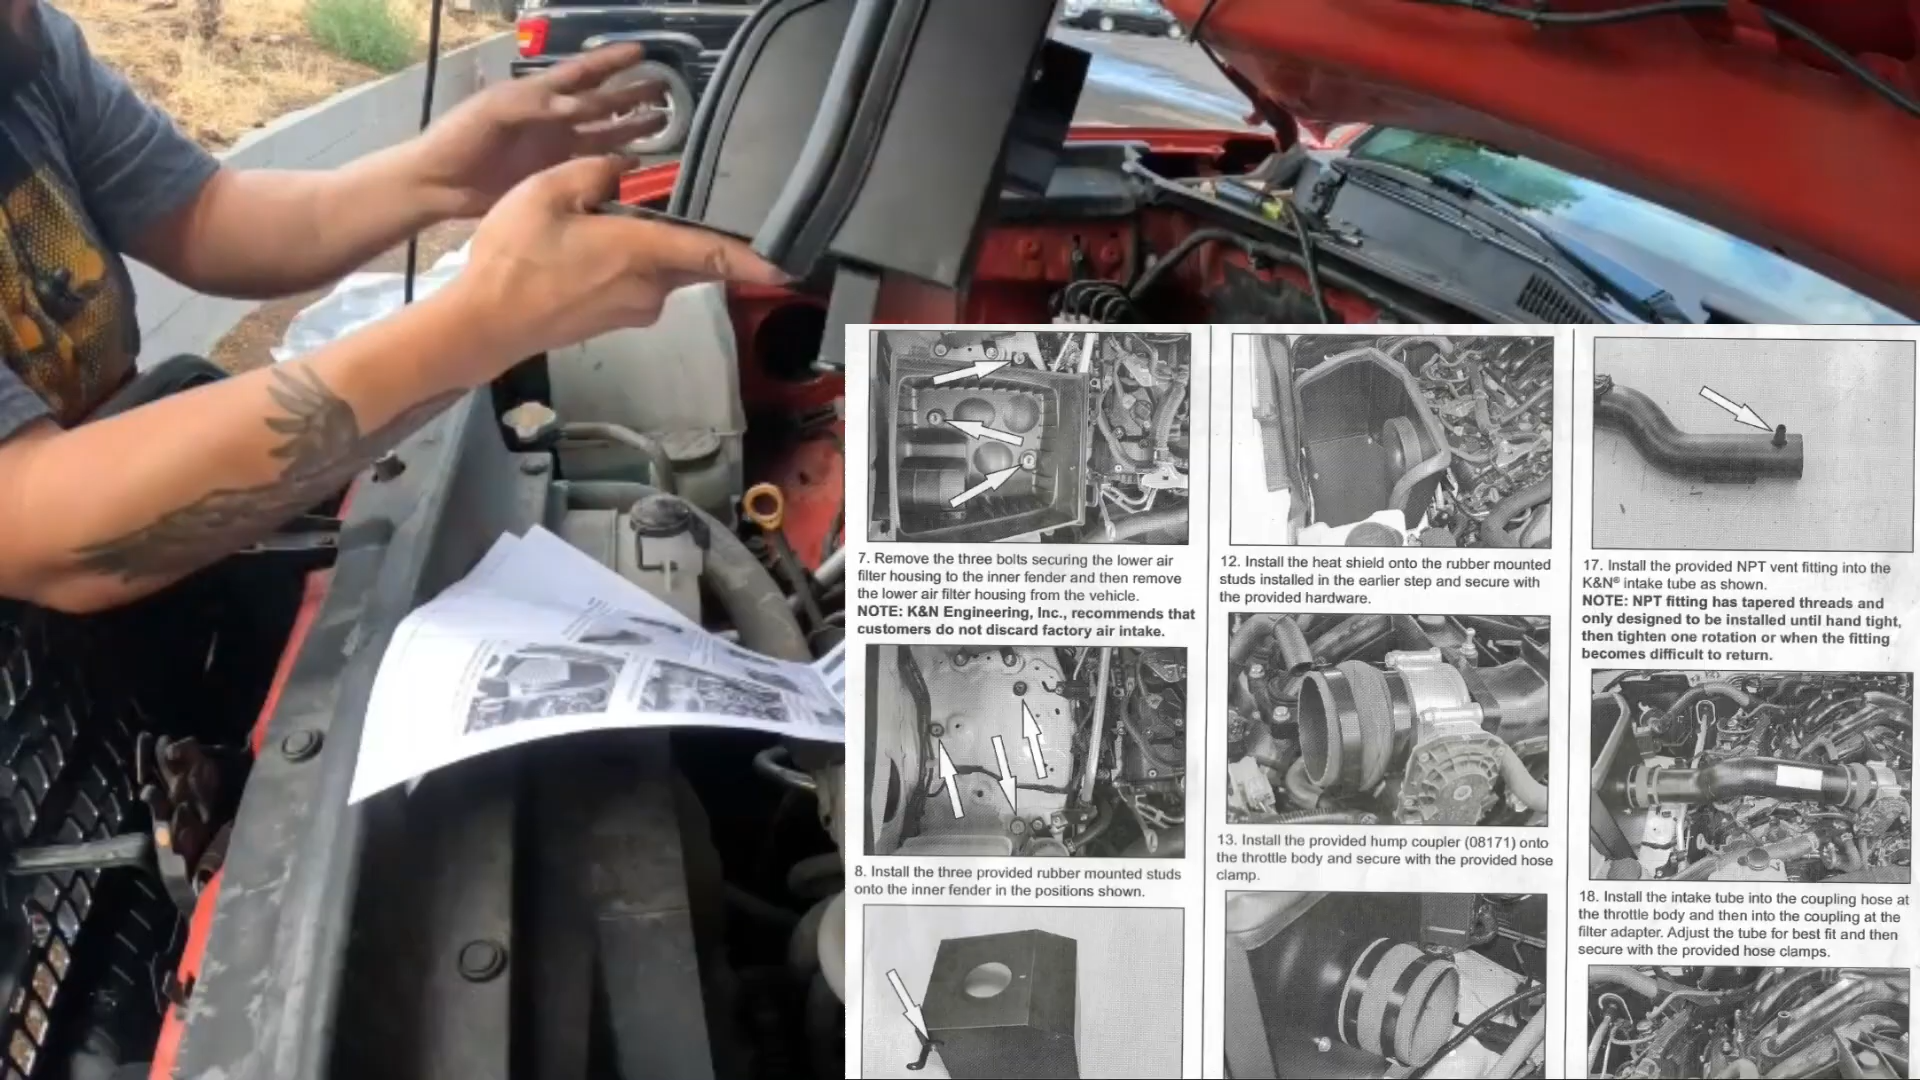 7. Remove the three bolts securing the lower air
filter housing to the inner fender and then remove
the lower air filter housing from the vehicle.
NOTE: K&N Engineering, Inc., recommends that
customers do not discard factory air intake.
8. Install the three provided rubber mounted studs
onto the inner fender in the positions shown.
12. Install the heat shield onto the rubber mounted
studs installed in the earlier step and secure with
the provided hardware.
13. Install the provided hump coupler (08171) onto
the throttle body and secure with the provided hose
clamp.
17. Install the provided NPT vent fitting into the
K&N® intake tube as shown.
NOTE: NPT fitting has tapered threads and
only designed to be installed until hand tight,
then tighten one rotation or when the fitting
becomes difficult to return.
18. Install the intake tube into the coupling hose at
the throttle body and then into the coupling at the
filter adapter. Adjust the tube for best fit and then
secure with the provided hose clamps.